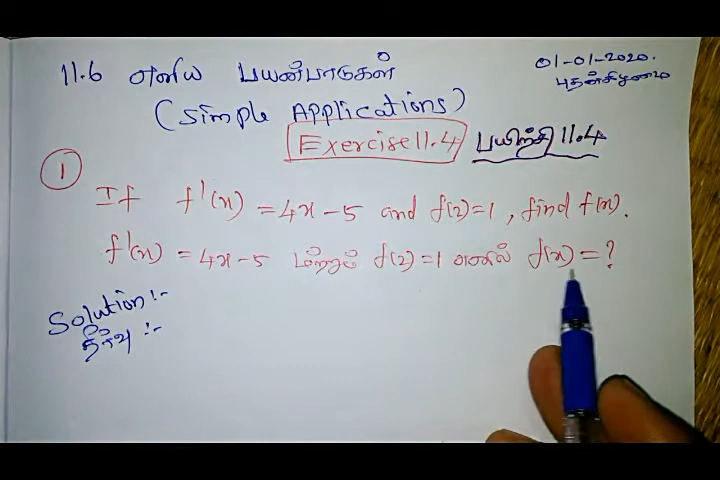 11.6 எளிய பயன்பாடுகள்
01-01-2020.
புதன்கிழமை
(Simple Applications)
Exercise 11.4 பயிற்சி 11.4
1
If f'(x) = 4x - 5 and f(2) = 1, find f(x).
f'(x) = 4x - 5 மற்றும் f(2) = 1 எனில் f(x) = ?
Solution :-
தீர்வு :-